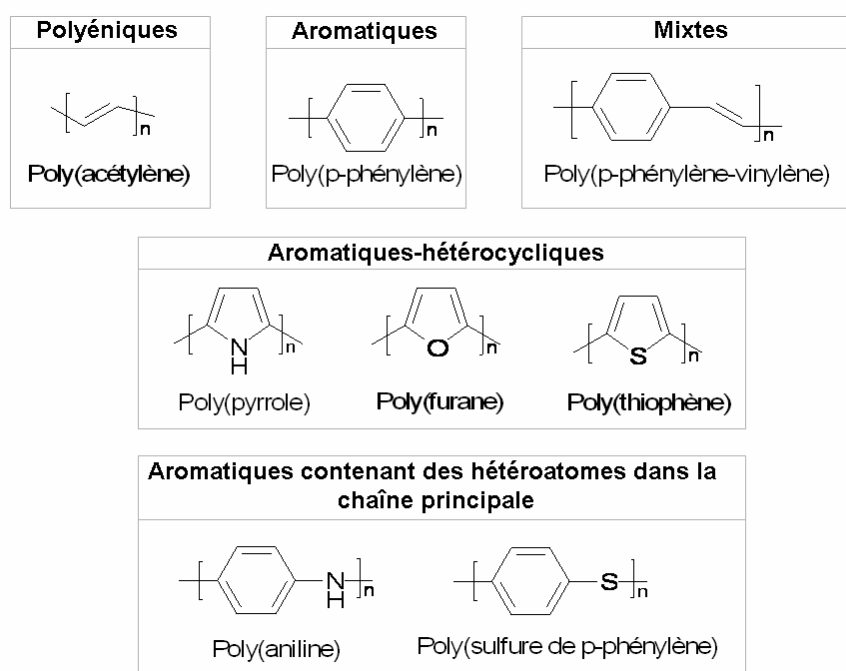 Polyéniques
n
Poly(acétylène)
Aromatiques
n
Poly(p-phénylène)
Mixtes
n
Poly(p-phénylène-vinylène)
Aromatiques-hétérocycliques
N
H
n
Poly(pyrrole)
O
n
Poly(furane)
S
n
Poly(thiophène)
Aromatiques contenant des hétéroatomes dans la
chaîne principale
N
H
n
Poly(aniline)
S
n
Poly(sulfure de p-phénylène)